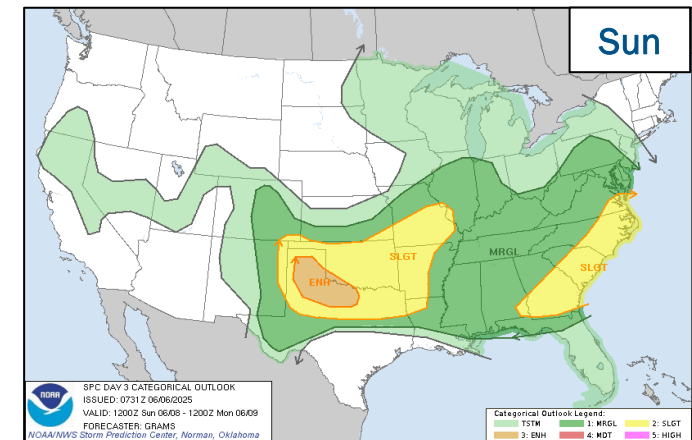 Sun
SLGT
MRGL
SLGT
ENH
NOAA
SPC DAY 3 CATEGORICAL OUTLOOK
ISSUED: 0731Z 06/06/2025
VALID: 1200Z Sun 06/08 - 1200Z Mon 06/09
FORECASTER: GRAMS
NOAA/NWS Storm Prediction Center, Norman, Oklahoma
Categorical Outlook Legend:
TSTM 1: MRGL 2: SLGT
3: ENH 4: MDT 5: HIGH